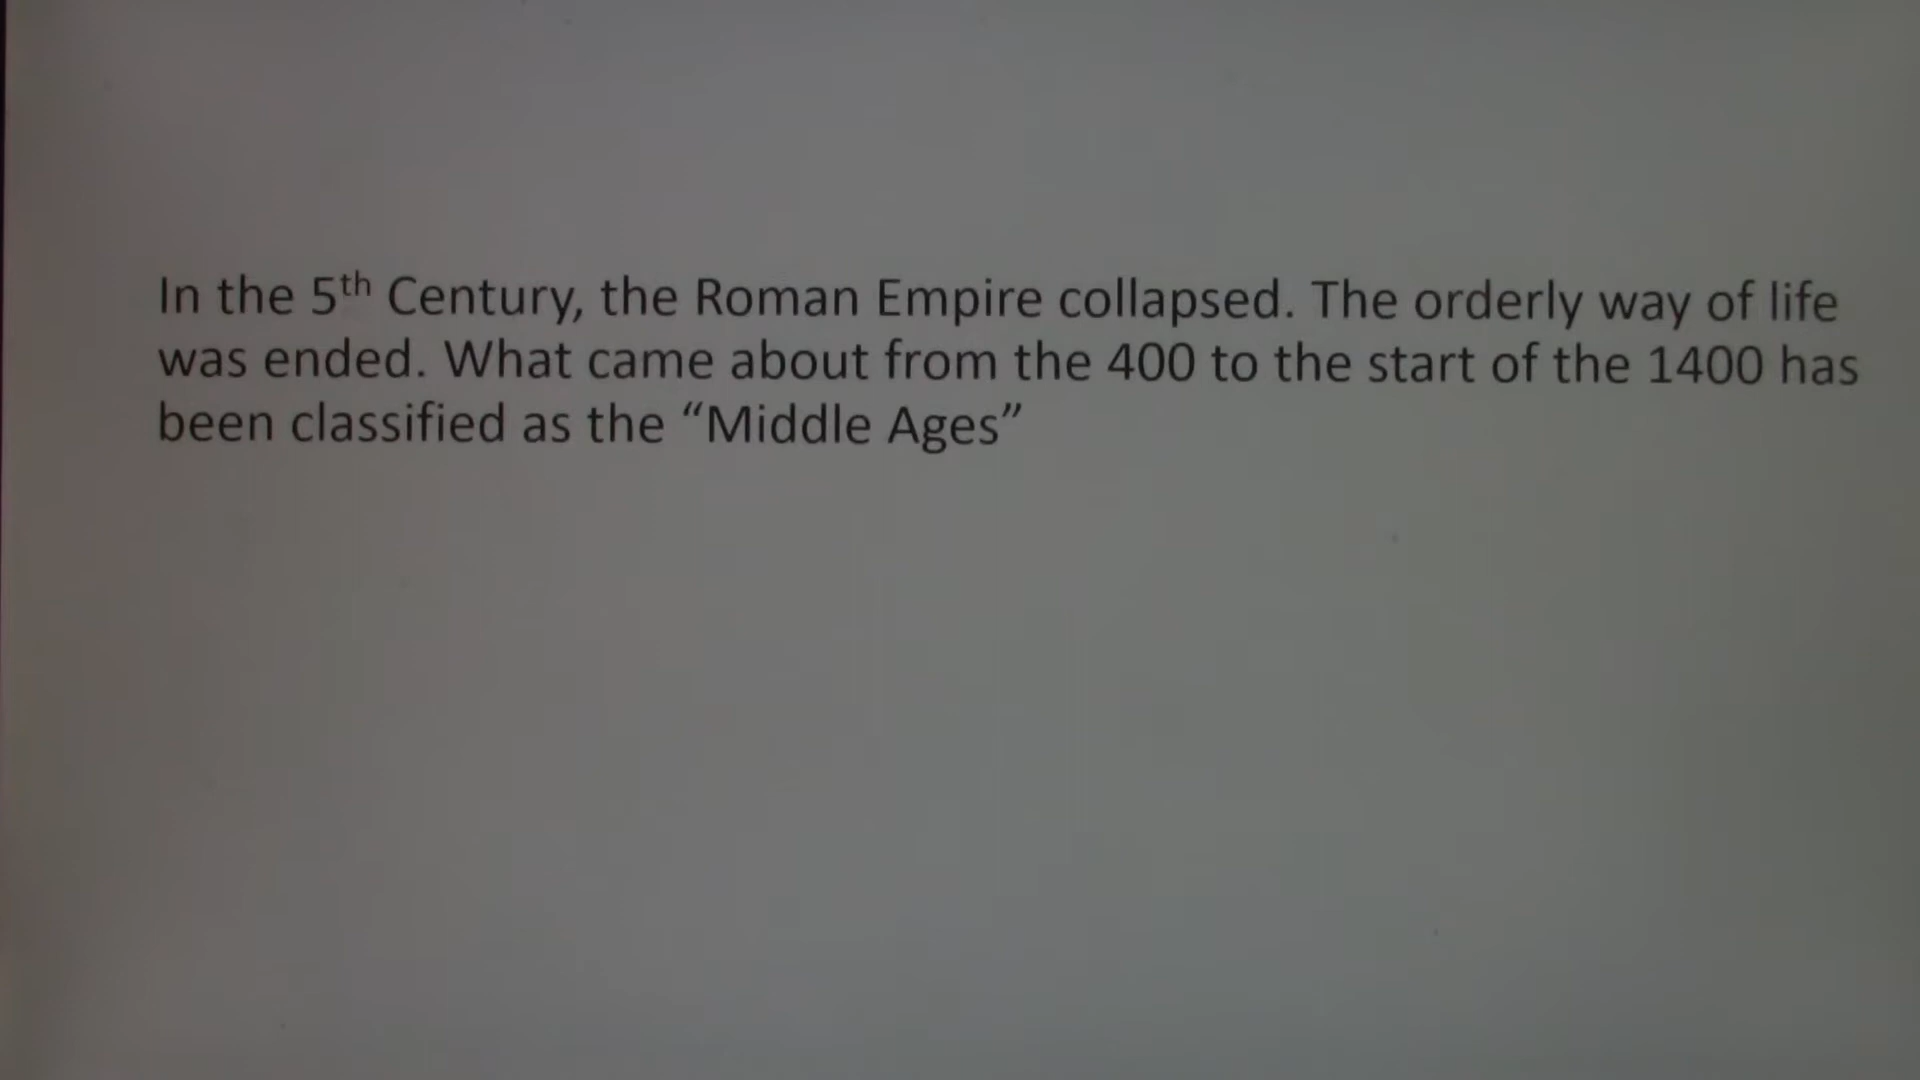 In the 5th Century, the Roman Empire collapsed. The orderly way of life
was ended. What came about from the 400 to the start of the 1400 has
been classified as the “Middle Ages”